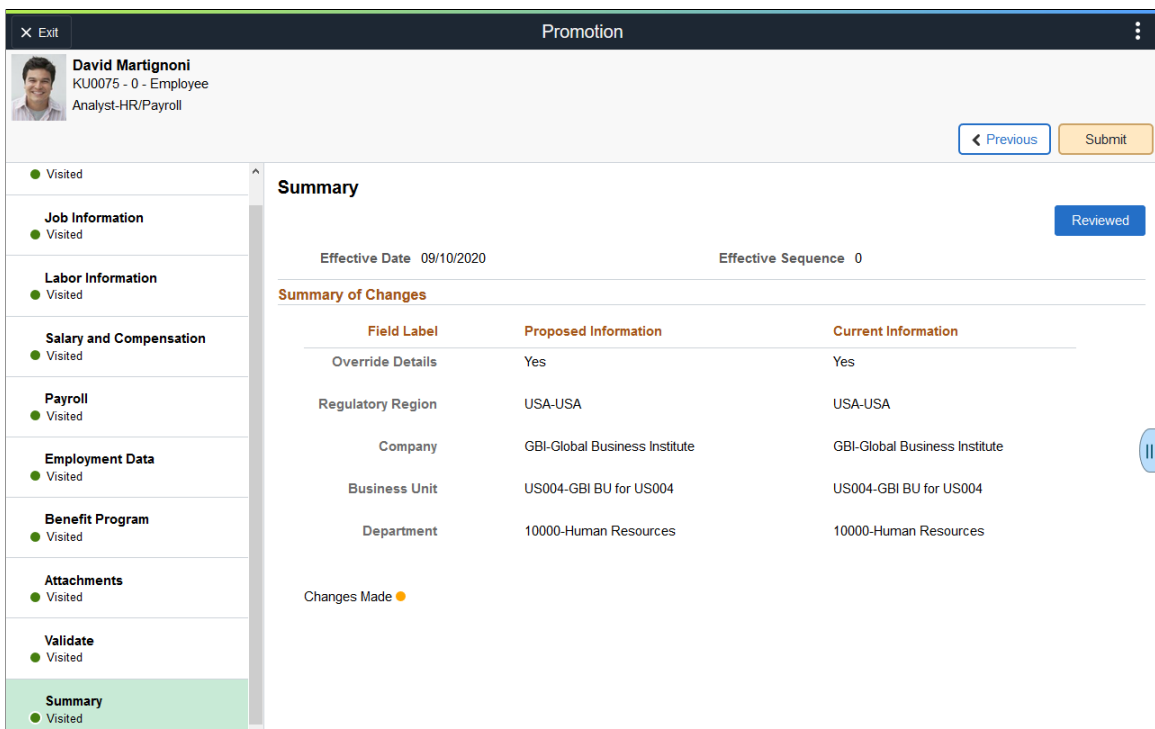 Exit
Promotion
David Martignoni
KU0075 - 0 - Employee
Analyst-HR/Payroll
Previous
Submit
Visited
Job Information
Visited
Labor Information
Visited
Salary and Compensation
Visited
Payroll
Visited
Employment Data
Visited
Benefit Program
Visited
Attachments
Visited
Validate
Visited
Summary
Visited
Summary
Reviewed
Effective Date 09/10/2020 Effective Sequence 0
Summary of Changes
Field Label Proposed Information Current Information
Override Details Yes Yes
Regulatory Region USA-USA USA-USA
Company GBI-Global Business Institute GBI-Global Business Institute
Business Unit US004-GBI BU for US004 US004-GBI BU for US004
Department 10000-Human Resources 10000-Human Resources
Changes Made